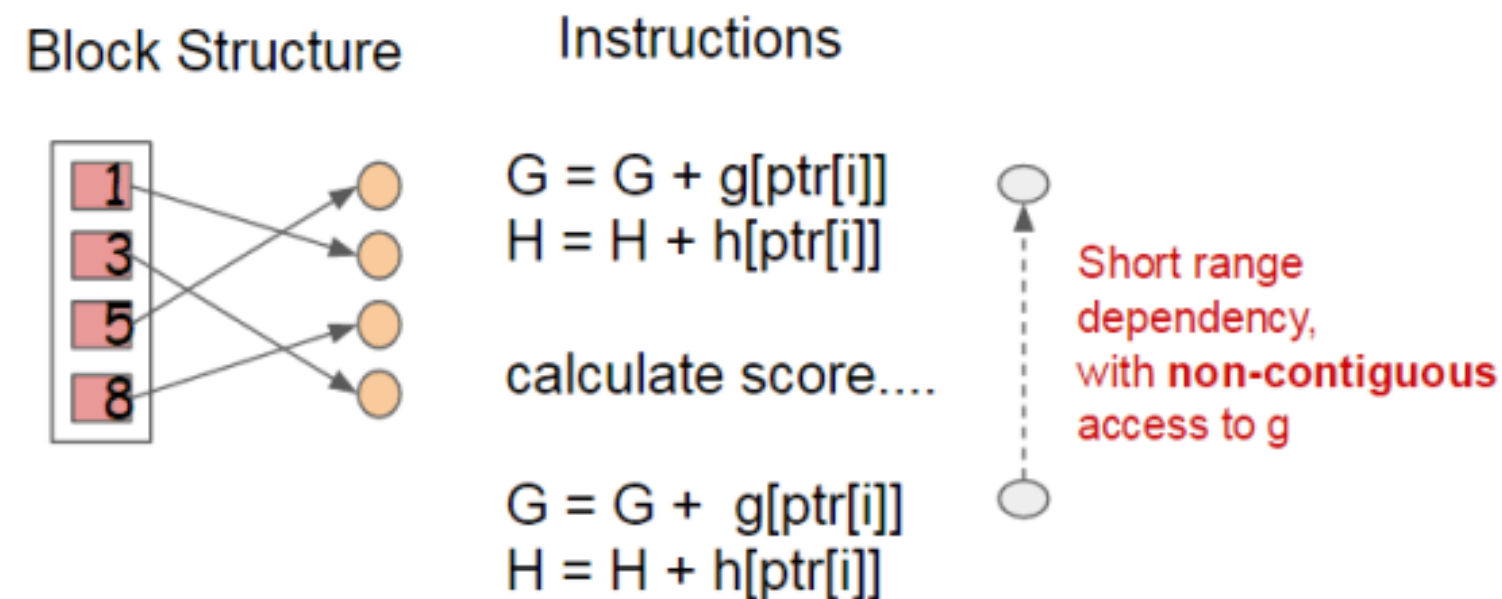 Block Structure
Instructions
1
3
5
8
G = G + g[ptr[i]]
H = H + h[ptr[i]]
calculate score....
G = G +  g[ptr[i]]
H = H + h[ptr[i]]
Short range
dependency,
with non-contiguous
access to g